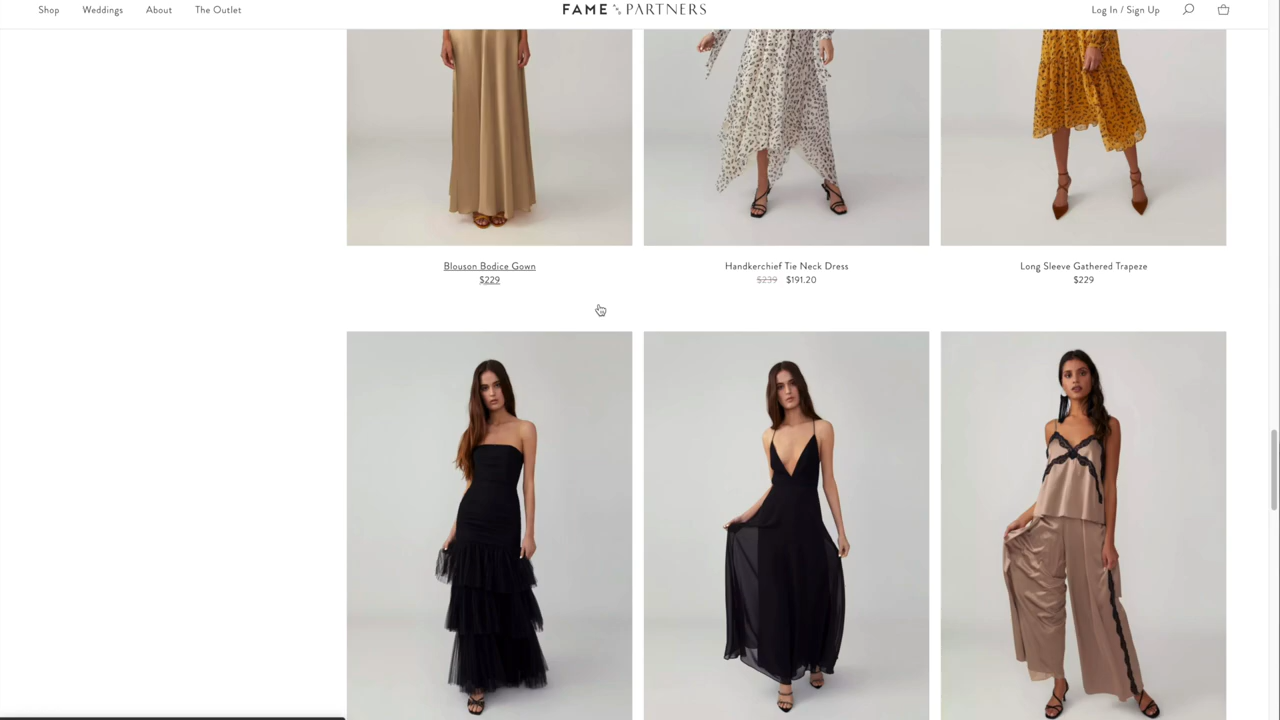 Shop Weddings About The Outlet FAME PARTNERS Log In / Sign Up
Blouson Bodice Gown Handkerchief Tie Neck Dress Long Sleeve Gathered Trapeze
$229 $239 $191.20 $229